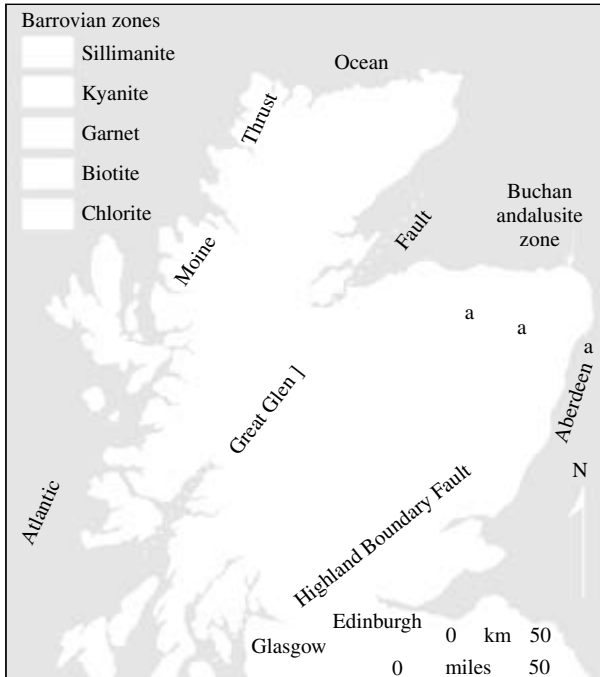 Barrovian zones
Sillimanite
Kyanite
Garnet
Biotite
Chlorite
Ocean
Thrust
Moine
Fault
Buchan
andalusite
zone
a
a
a
Aberdeen
Great Glen ]
Atlantic
N
Highland Boundary Fault
Edinburgh
Glasgow
0 km 50
0 miles 50